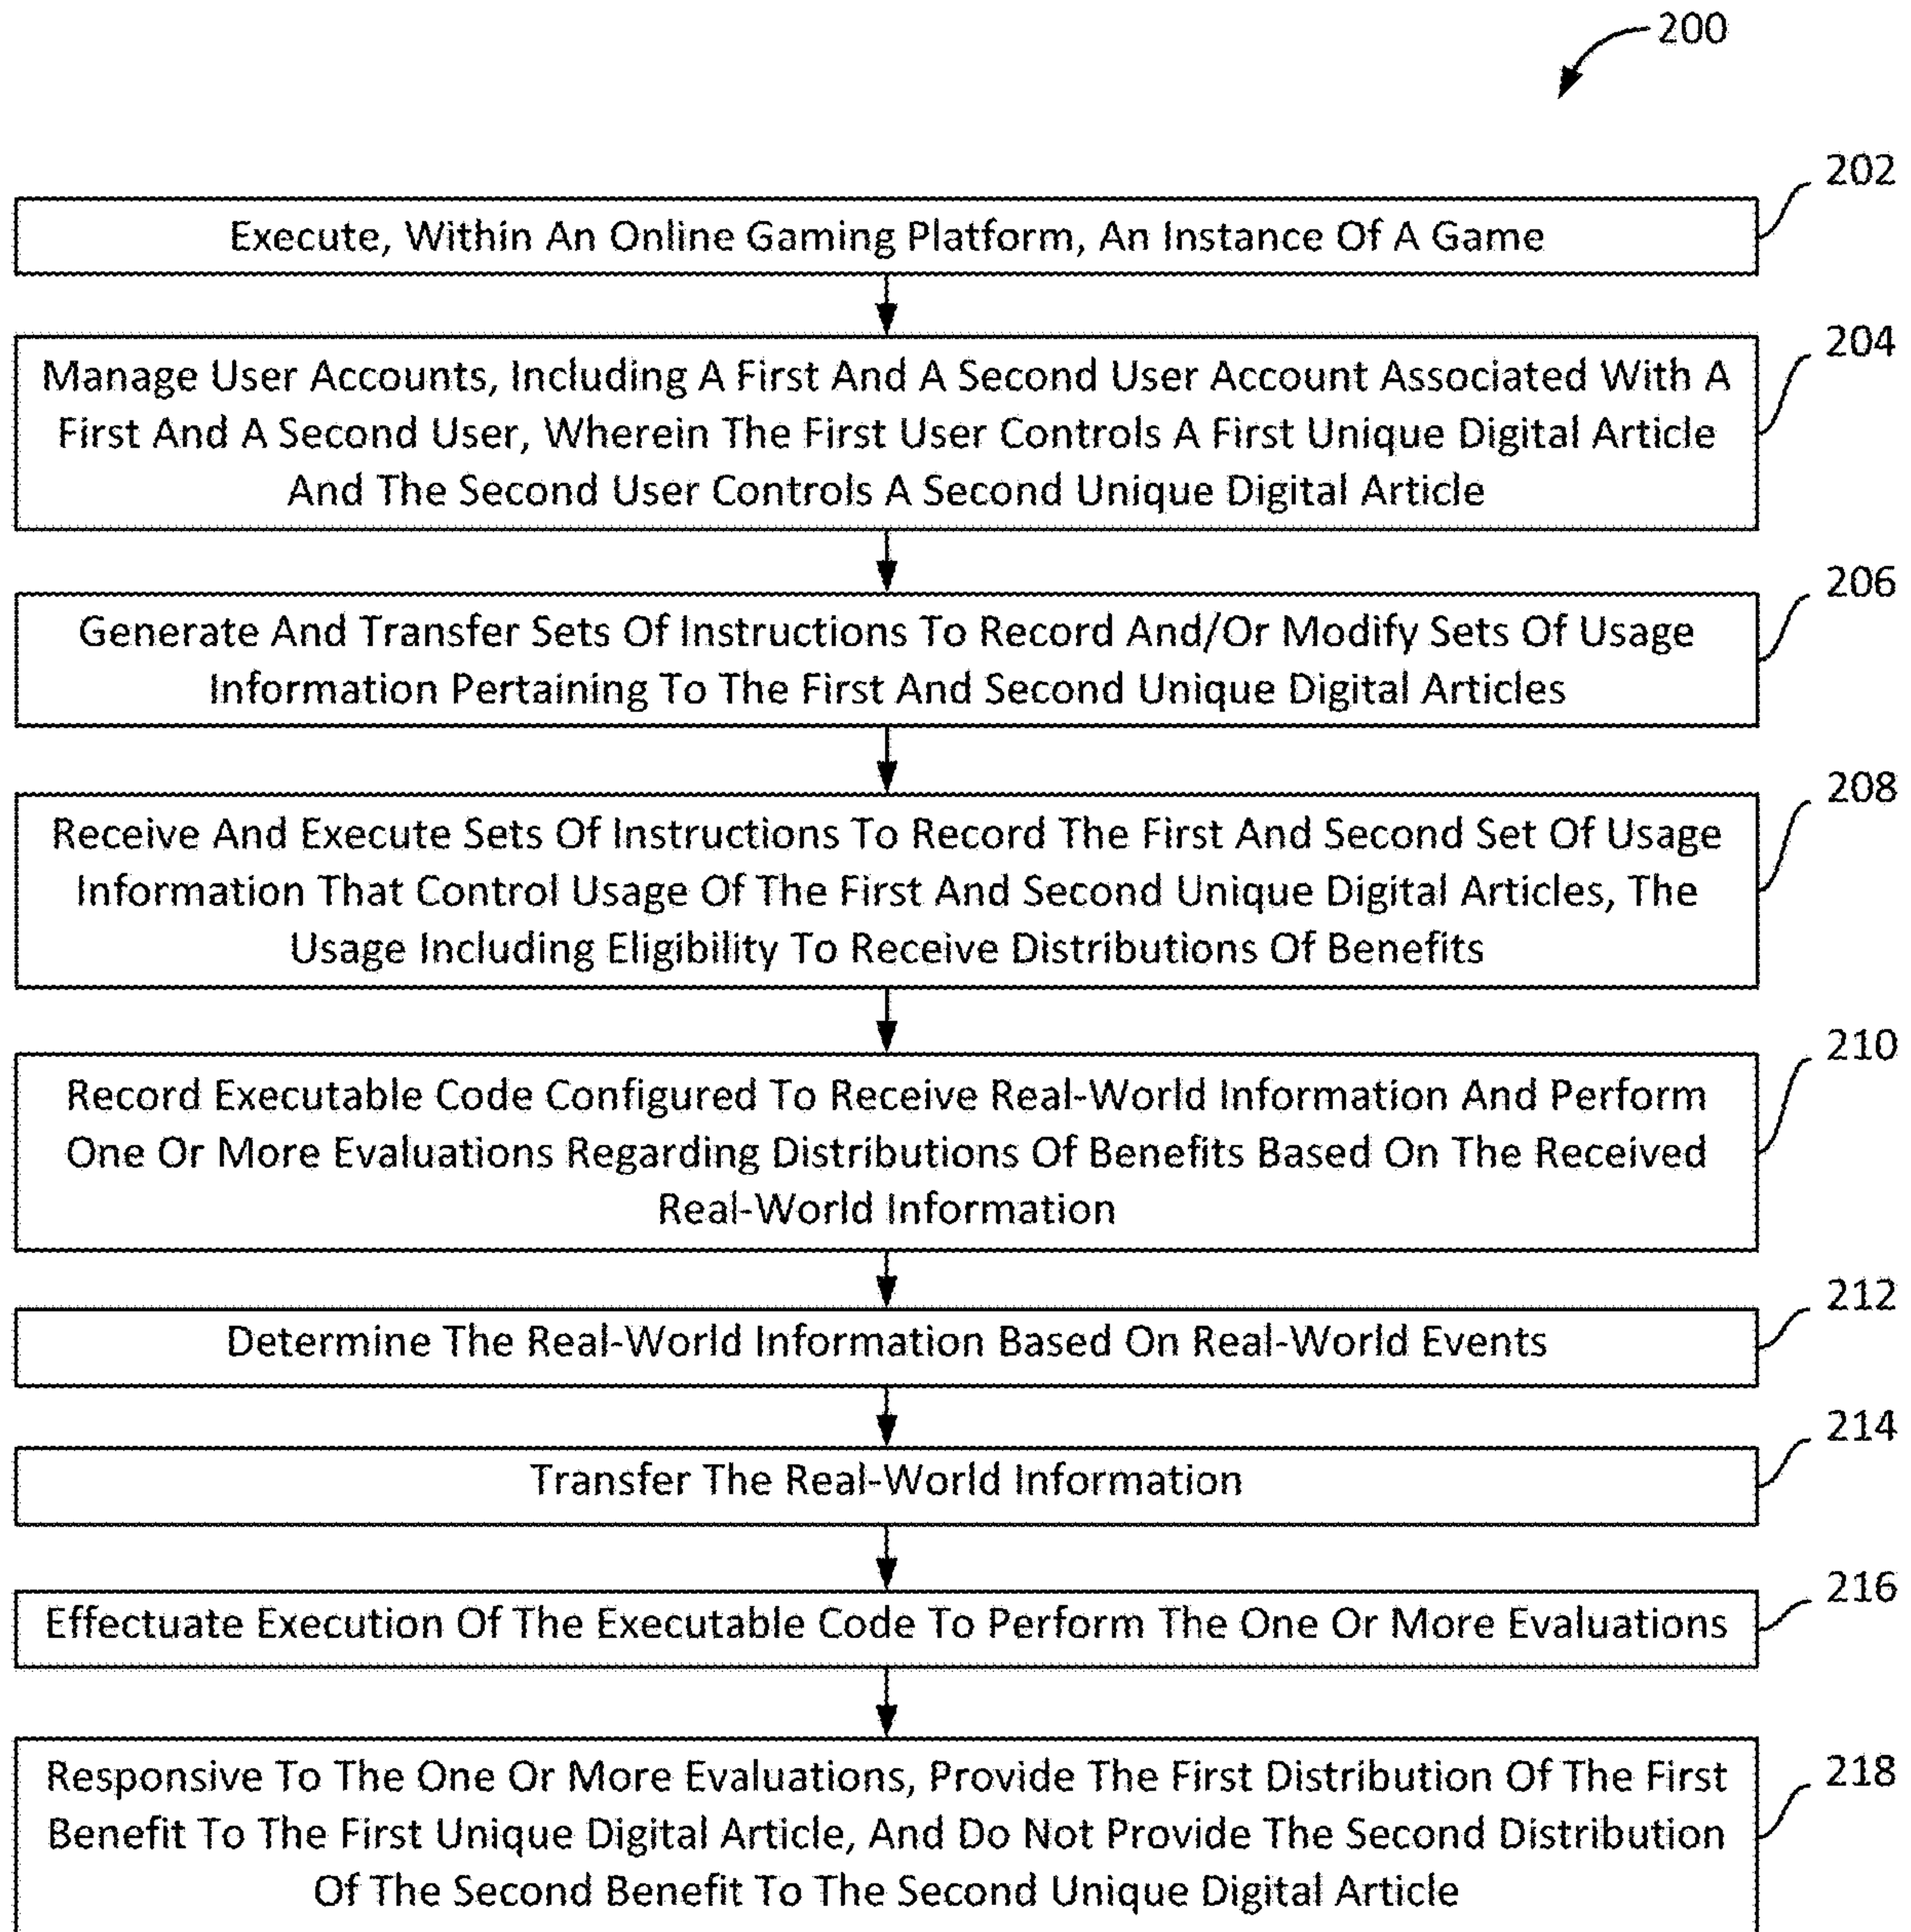 200
202
Execute, Within An Online Gaming Platform, An Instance Of A Game
204
Manage User Accounts, Including A First And A Second User Account Associated With A
First And A Second User, Wherein The First User Controls A First Unique Digital Article
And The Second User Controls A Second Unique Digital Article
206
Generate And Transfer Sets Of Instructions To Record And/Or Modify Sets Of Usage
Information Pertaining To The First And Second Unique Digital Articles
208
Receive And Execute Sets Of Instructions To Record The First And Second Set Of Usage
Information That Control Usage Of The First And Second Unique Digital Articles, The
Usage Including Eligibility To Receive Distributions Of Benefits
210
Record Executable Code Configured To Receive Real-World Information And Perform
One Or More Evaluations Regarding Distributions Of Benefits Based On The Received
Real-World Information
212
Determine The Real-World Information Based On Real-World Events
214
Transfer The Real-World Information
216
Effectuate Execution Of The Executable Code To Perform The One Or More Evaluations
218
Responsive To The One Or More Evaluations, Provide The First Distribution Of The First
Benefit To The First Unique Digital Article, And Do Not Provide The Second Distribution
Of The Second Benefit To The Second Unique Digital Article